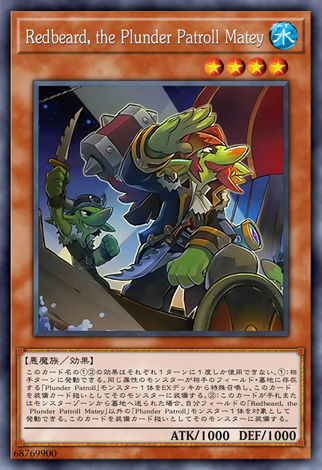 Redbeard, the Plunder Patroll Matey
水
【悪魔族／効果】
このカード名の①②の効果はそれぞれ１ターンに１度しか使用できない。①：相
手ターンに発動できる。同じ属性のモンスターが相手のフィールド・墓地に存在
する「Plunder Patroll」モンスター１体をEXデッキから特殊召喚し、このカード
を装備カード扱いとしてそのモンスターに装備する。②：このカードが手札また
はモンスターゾーンから墓地へ送られた場合、自分フィールドの「Redbeard, the
Plunder Patroll Matey」以外の「Plunder Patroll」モンスター１体を対象として
発動できる。このカードを装備カード扱いとしてそのモンスターに装備する。
ATK/1000 DEF/1000
68769900